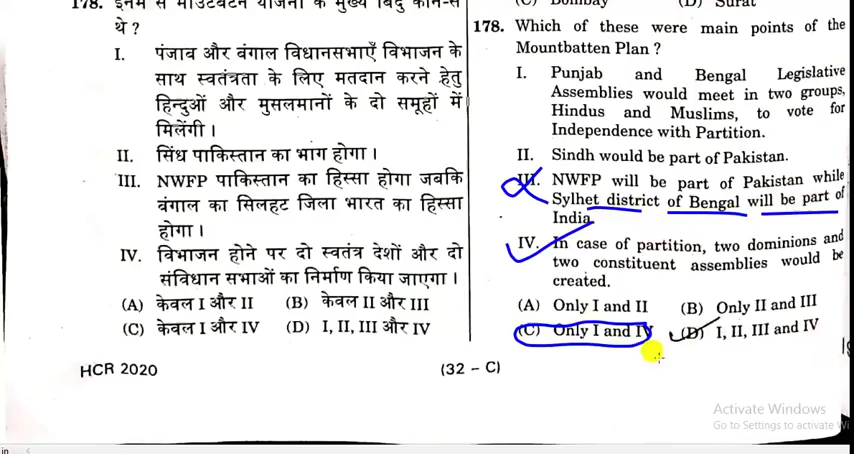 178. इनमें से माउंटबेटन योजना के मुख्य बिंदु कौन-से
थे ?
I. पंजाब और बंगाल विधानसभाएँ विभाजन के
साथ स्वतंत्रता के लिए मतदान करने हेतु
हिन्दुओं और मुसलमानों के दो समूहों में
मिलेंगी ।
II. सिंध पाकिस्तान का भाग होगा ।
III. NWFP पाकिस्तान का हिस्सा होगा जबकि
बंगाल का सिलहट जिला भारत का हिस्सा
होगा ।
IV. विभाजन होने पर दो स्वतंत्र देशों और दो
संविधान सभाओं का निर्माण किया जाएगा ।
(A) केवल I और II (B) केवल II और III
(C) केवल I और IV (D) I, II, III और IV
HCR 2020
(C) Bombay (D) Surat
178. Which of these were main points of the
Mountbatten Plan ?
I. Punjab and Bengal Legislative
Assemblies would meet in two groups,
Hindus and Muslims, to vote for
Independence with Partition.
II. Sindh would be part of Pakistan.
III. NWFP will be part of Pakistan while
Sylhet district of Bengal will be part of
India.
IV. In case of partition, two dominions and
two constituent assemblies would be
created.
(A) Only I and II (B) Only II and III
(C) Only I and IV (D) I, II, III and IV
(32 – C)
Activate Windows
Go to Settings to activate Wi
in